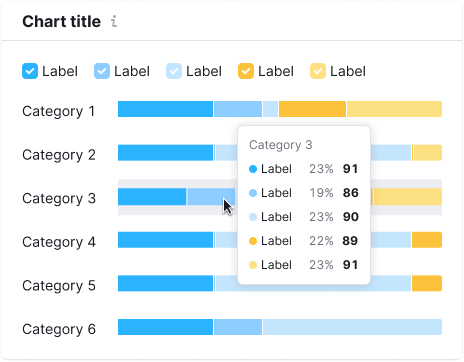 Chart title i
Label Label Label Label Label
Category 1
Category 2
Category 3
Category 4
Category 5
Category 6
Category 3
Label 23% 91
Label 19% 86
Label 23% 90
Label 22% 89
Label 23% 91